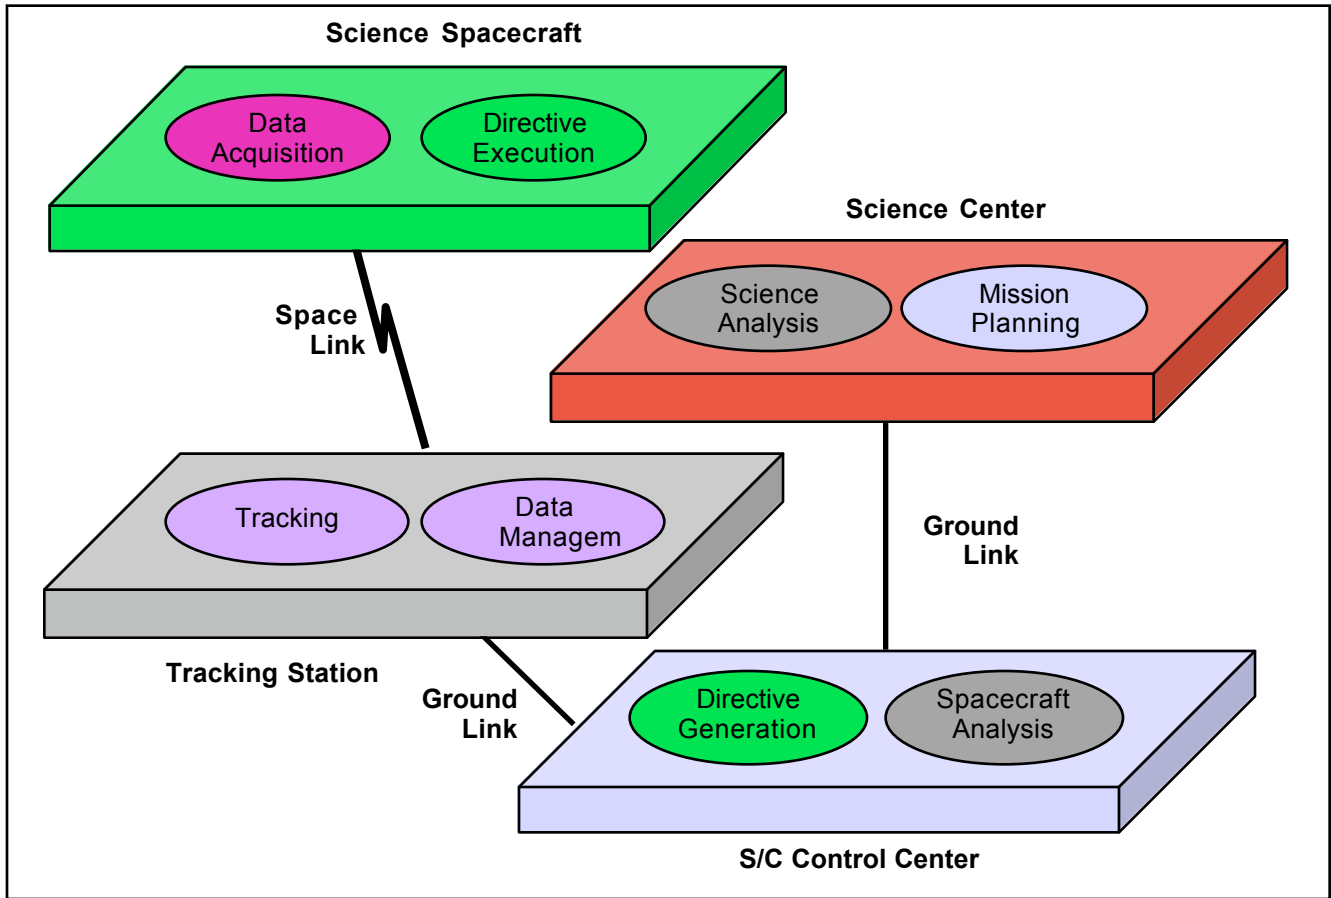 Science Spacecraft
Data
Acquisition
Directive
Execution
Science Center
Science
Analysis
Mission
Planning
Space
Link
Tracking
Data
Managem
Ground
Link
Tracking Station
Ground
Link
Directive
Generation
Spacecraft
Analysis
S/C Control Center